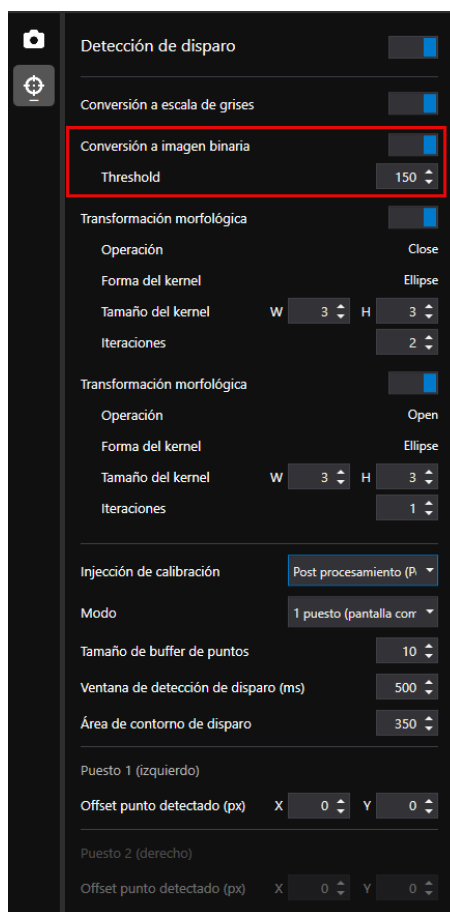 Detección de disparo
Conversión a escala de grises
Conversión a imagen binaria
Threshold 150
Transformación morfológica
Operación Close
Forma del kernel Ellipse
Tamaño del kernel W 3 H 3
Iteraciones 2
Transformación morfológica
Operación Open
Forma del kernel Ellipse
Tamaño del kernel W 3 H 3
Iteraciones 1
Injección de calibración Post procesamiento (P
Modo 1 puesto (pantalla com
Tamaño de buffer de puntos 10
Ventana de detección de disparo (ms) 500
Área de contorno de disparo 350
Puesto 1 (izquierdo)
Offset punto detectado (px) X 0 Y 0
Puesto 2 (derecho)
Offset punto detectado (px) X 0 Y 0